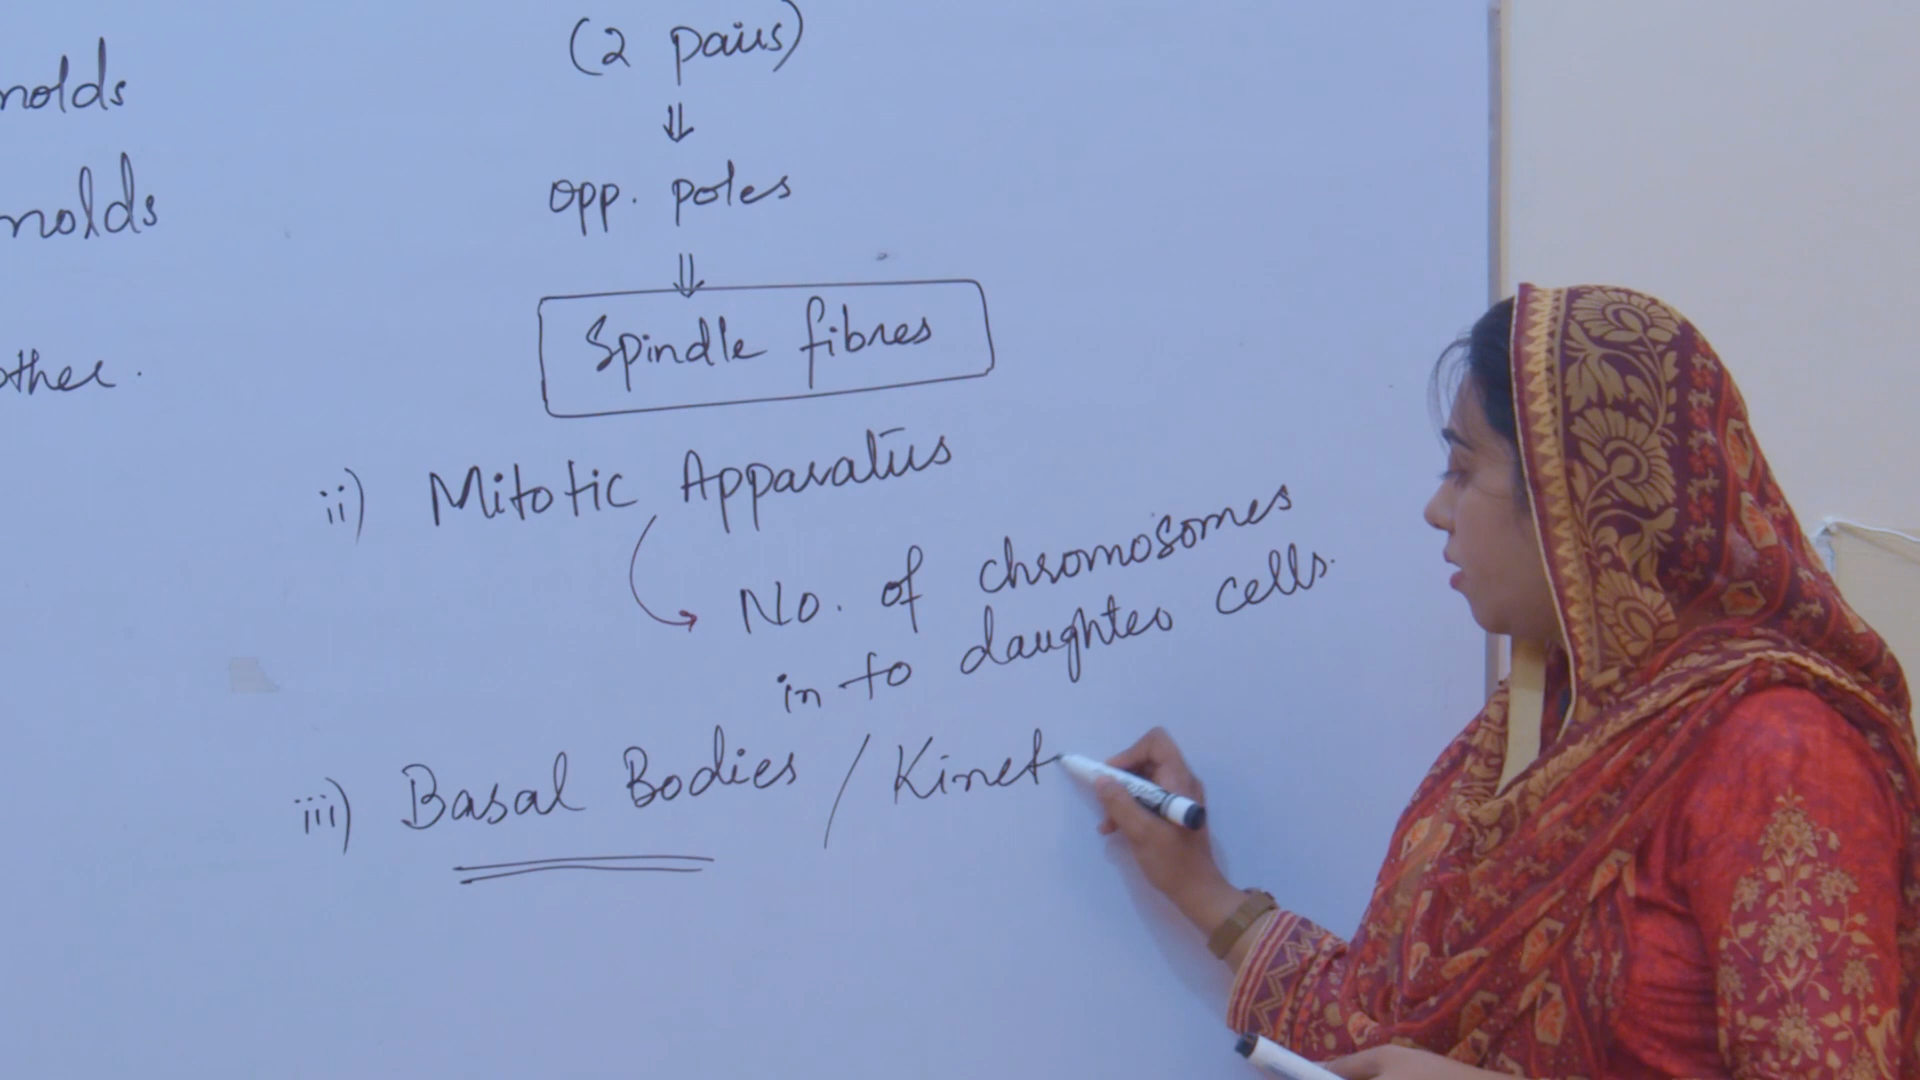 nolds
nolds
other.
(2 pairs)
⇓
opp. poles
⇓
Spindle fibres
ii) Mitotic Apparatus
No. of chromosomes
in to daughter cells.
iii) Basal Bodies / Kinet